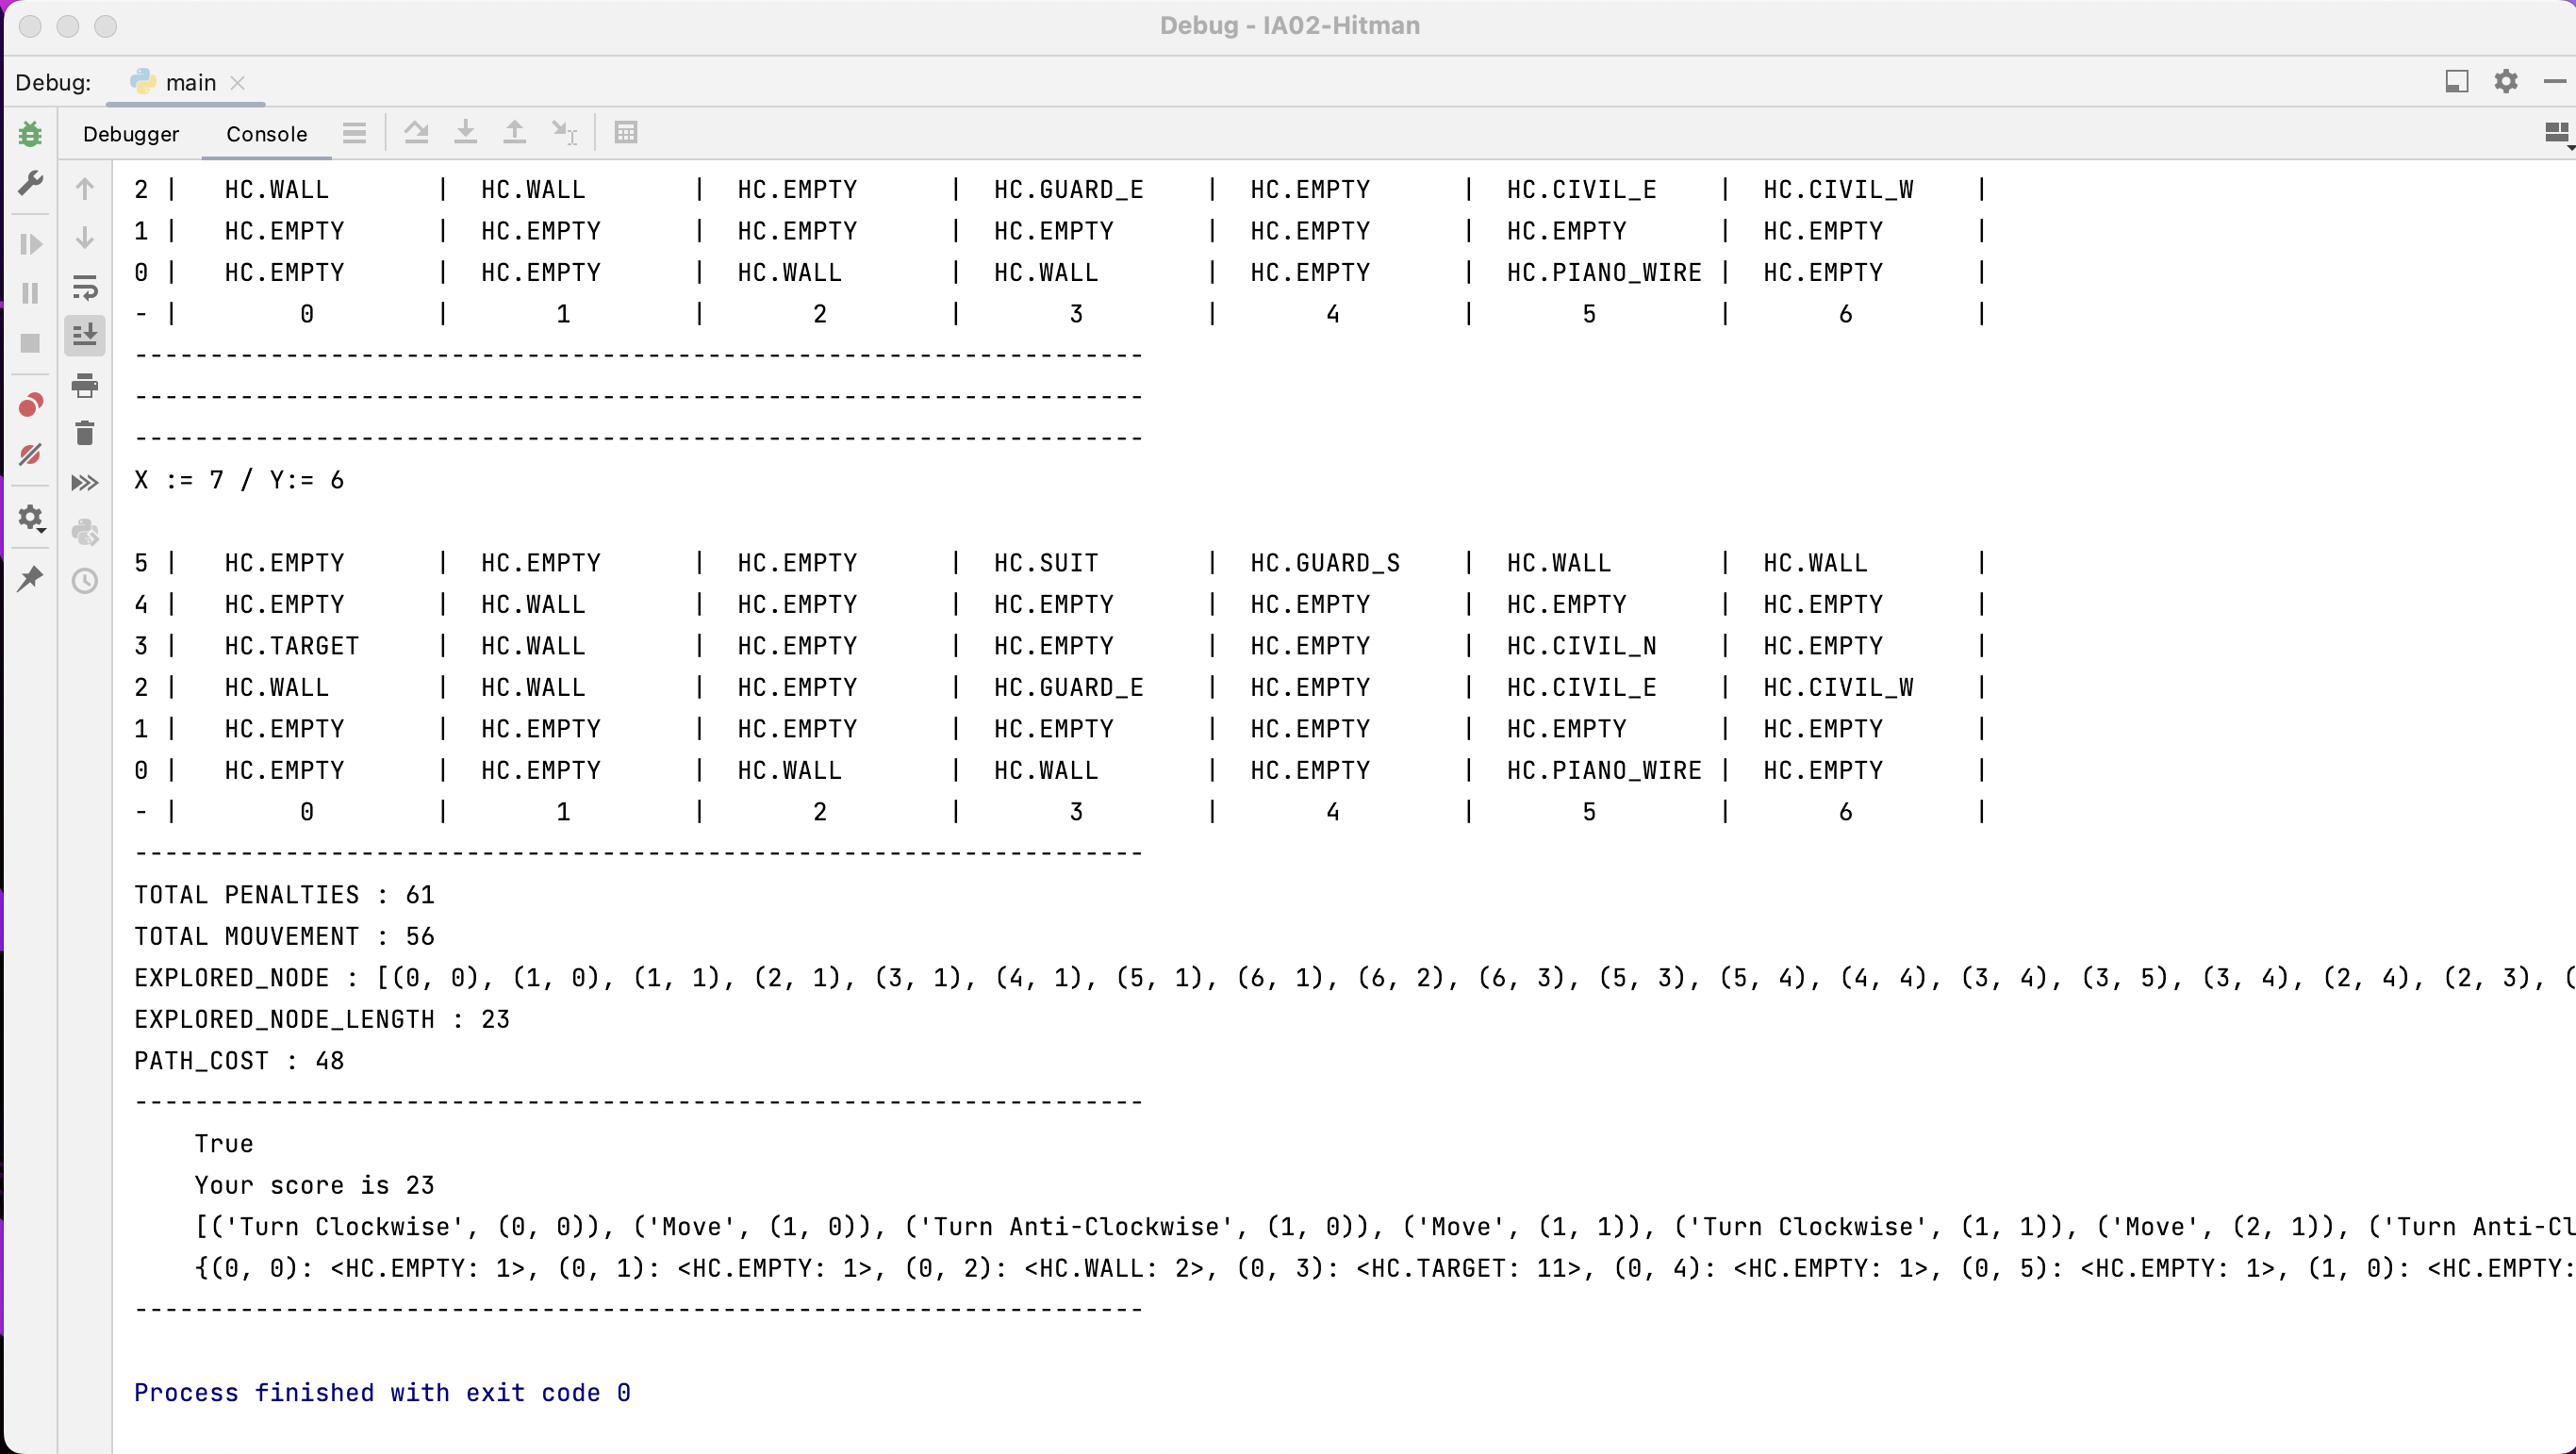 Debug - IA02-Hitman
Debug: main
Debugger Console
2 | HC.WALL | HC.WALL | HC.EMPTY | HC.GUARD_E | HC.EMPTY | HC.CIVIL_E | HC.CIVIL_W |
1 | HC.EMPTY | HC.EMPTY | HC.EMPTY | HC.EMPTY | HC.EMPTY | HC.EMPTY | HC.EMPTY |
0 | HC.EMPTY | HC.EMPTY | HC.WALL | HC.WALL | HC.EMPTY | HC.PIANO_WIRE | HC.EMPTY |
- | 0 | 1 | 2 | 3 | 4 | 5 | 6 |
-------------------------------------------------------------------
-------------------------------------------------------------------
-------------------------------------------------------------------
X := 7 / Y:= 6
5 | HC.EMPTY | HC.EMPTY | HC.EMPTY | HC.SUIT | HC.GUARD_S | HC.WALL | HC.WALL |
4 | HC.EMPTY | HC.WALL | HC.EMPTY | HC.EMPTY | HC.EMPTY | HC.EMPTY | HC.EMPTY |
3 | HC.TARGET | HC.WALL | HC.EMPTY | HC.EMPTY | HC.EMPTY | HC.CIVIL_N | HC.EMPTY |
2 | HC.WALL | HC.WALL | HC.EMPTY | HC.GUARD_E | HC.EMPTY | HC.CIVIL_E | HC.CIVIL_W |
1 | HC.EMPTY | HC.EMPTY | HC.EMPTY | HC.EMPTY | HC.EMPTY | HC.EMPTY | HC.EMPTY |
0 | HC.EMPTY | HC.EMPTY | HC.WALL | HC.WALL | HC.EMPTY | HC.PIANO_WIRE | HC.EMPTY |
- | 0 | 1 | 2 | 3 | 4 | 5 | 6 |
-------------------------------------------------------------------
TOTAL PENALTIES : 61
TOTAL MOUVEMENT : 56
EXPLORED_NODE : [(0, 0), (1, 0), (1, 1), (2, 1), (3, 1), (4, 1), (5, 1), (6, 1), (6, 2), (6, 3), (5, 3), (5, 4), (4, 4), (3, 4), (3, 5), (3, 4), (2, 4), (2, 3), (
EXPLORED_NODE_LENGTH : 23
PATH_COST : 48
-------------------------------------------------------------------
True
Your score is 23
[('Turn Clockwise', (0, 0)), ('Move', (1, 0)), ('Turn Anti-Clockwise', (1, 0)), ('Move', (1, 1)), ('Turn Clockwise', (1, 1)), ('Move', (2, 1)), ('Turn Anti-Cl
{(0, 0): <HC.EMPTY: 1>, (0, 1): <HC.EMPTY: 1>, (0, 2): <HC.WALL: 2>, (0, 3): <HC.TARGET: 11>, (0, 4): <HC.EMPTY: 1>, (0, 5): <HC.EMPTY: 1>, (1, 0): <HC.EMPTY:
-------------------------------------------------------------------
Process finished with exit code 0